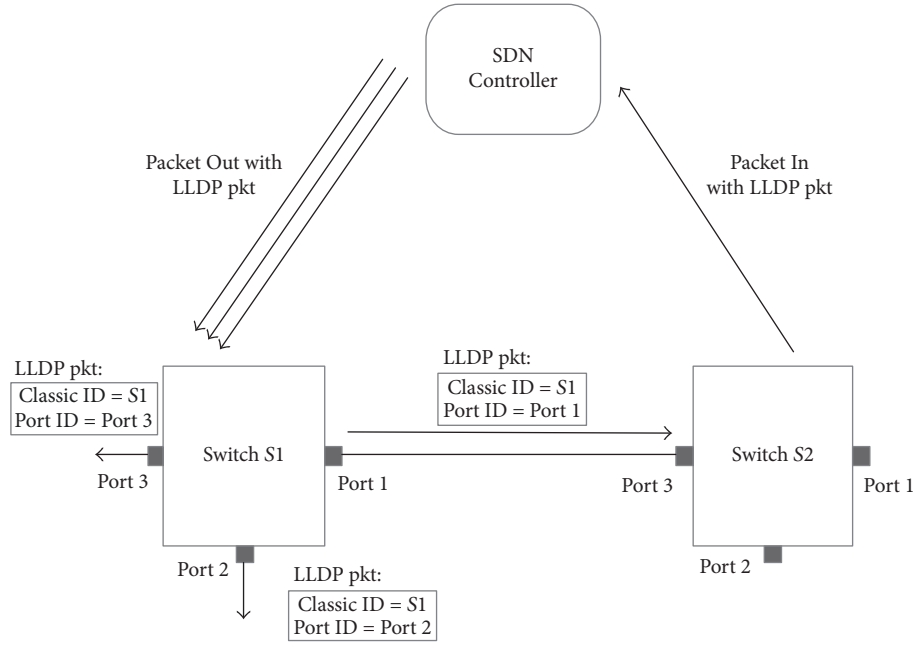 SDN
Controller
Packet Out with
LLDP pkt
Packet In
with LLDP pkt
LLDP pkt:
Classic ID = S1
Port ID = Port 3
LLDP pkt:
Classic ID = S1
Port ID = Port 1
Switch S1
Switch S2
Port 3
Port 1
Port 3
Port 1
Port 2
Port 2
LLDP pkt:
Classic ID = S1
Port ID = Port 2